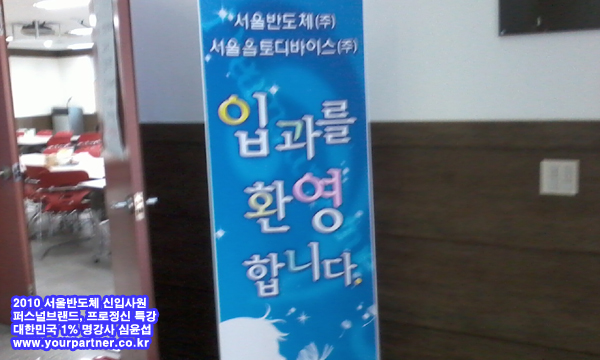 서울반도체(주)
서울옵토디바이스(주)
입과를
환영
합니다.
2010 서울반도체 신입사원
퍼스널브랜드, 프로정신 특강
대한민국 1% 명강사 심윤섭
www.yourpartner.co.kr